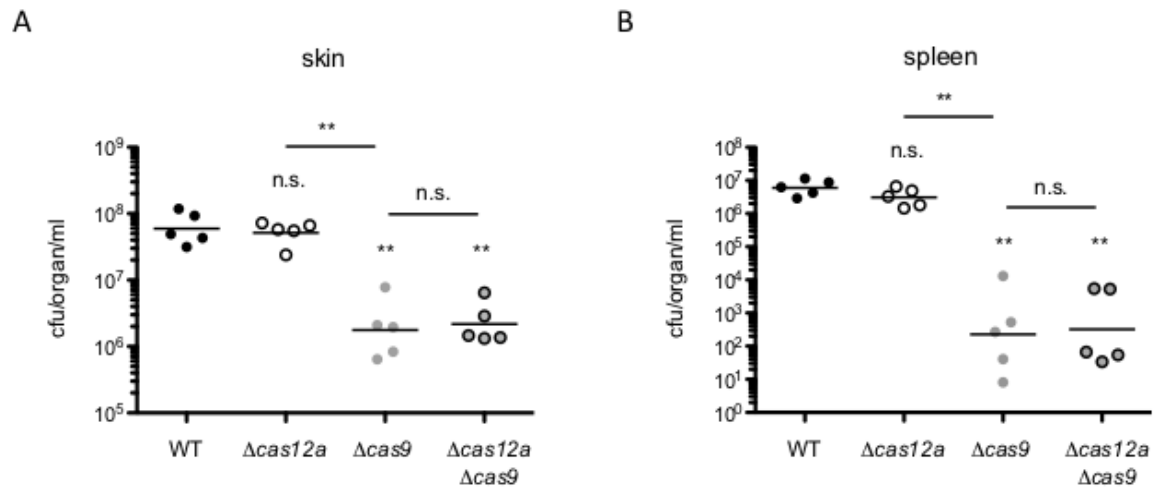 A
skin
**
n.s.
n.s.
**
**
10⁹
10⁸
10⁷
10⁶
10⁵
cfu/organ/ml
WT
Δcas12a
Δcas9
Δcas12a
Δcas9
B
spleen
**
n.s.
n.s.
**
**
10⁸
10⁷
10⁶
10⁵
10⁴
10³
10²
10¹
10⁰
cfu/organ/ml
WT
Δcas12a
Δcas9
Δcas12a
Δcas9